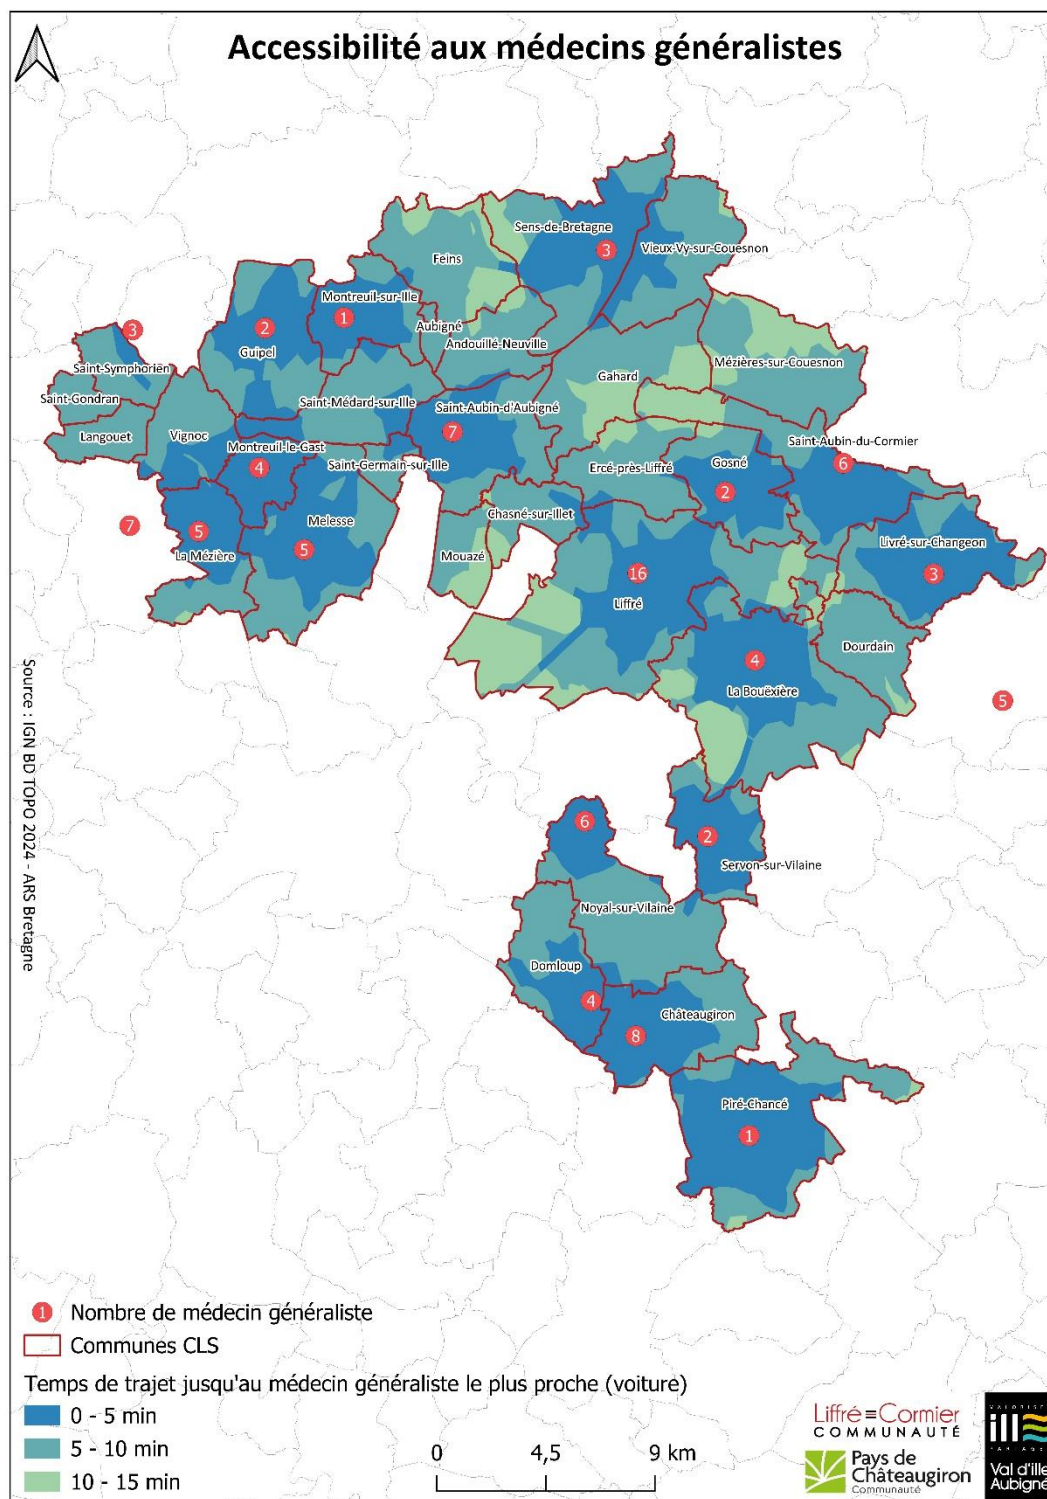 Accessibilité aux médecins généralistes
Sens-de-Bretagne
3
Vieux-Vy-sur-Couesnon
Feins
Montreuil-sur-Ille
1
2
3
Aubigné
Guipel
Andouillé-Neuville
Mézières-sur-Couesnon
Saint-Symphorien
Gahard
Saint-Gondran
Saint-Médard-sur-Ille
Saint-Aubin-d'Aubigné
7
Langouet
Vignoc
Saint-Aubin-du-Cormier
6
Montreuil-le-Gast
4
Saint-Germain-sur-Ille
Ercé-près-Liffré
Gosné
2
Chasné-sur-Illet
Melesse
5
7
5
La Mézière
Livré-sur-Changeon
3
Mouazé
16
Liffré
Dourdain
4
La Bouëxière
5
6
2
Servon-sur-Vilaine
Noyal-sur-Vilaine
Domloup
4
Châteaugiron
8
Piré-Chancé
1
Source : IGN BD TOPO 2024 - ARS Bretagne
1 Nombre de médecin généraliste
Communes CLS
Temps de trajet jusqu'au médecin généraliste le plus proche (voiture)
0 - 5 min
5 - 10 min
10 - 15 min
0 4,5 9 km
Liffré Cormier
COMMUNAUTÉ
Pays de
Châteaugiron
Communauté
ill
Val d'ille
Aubigné